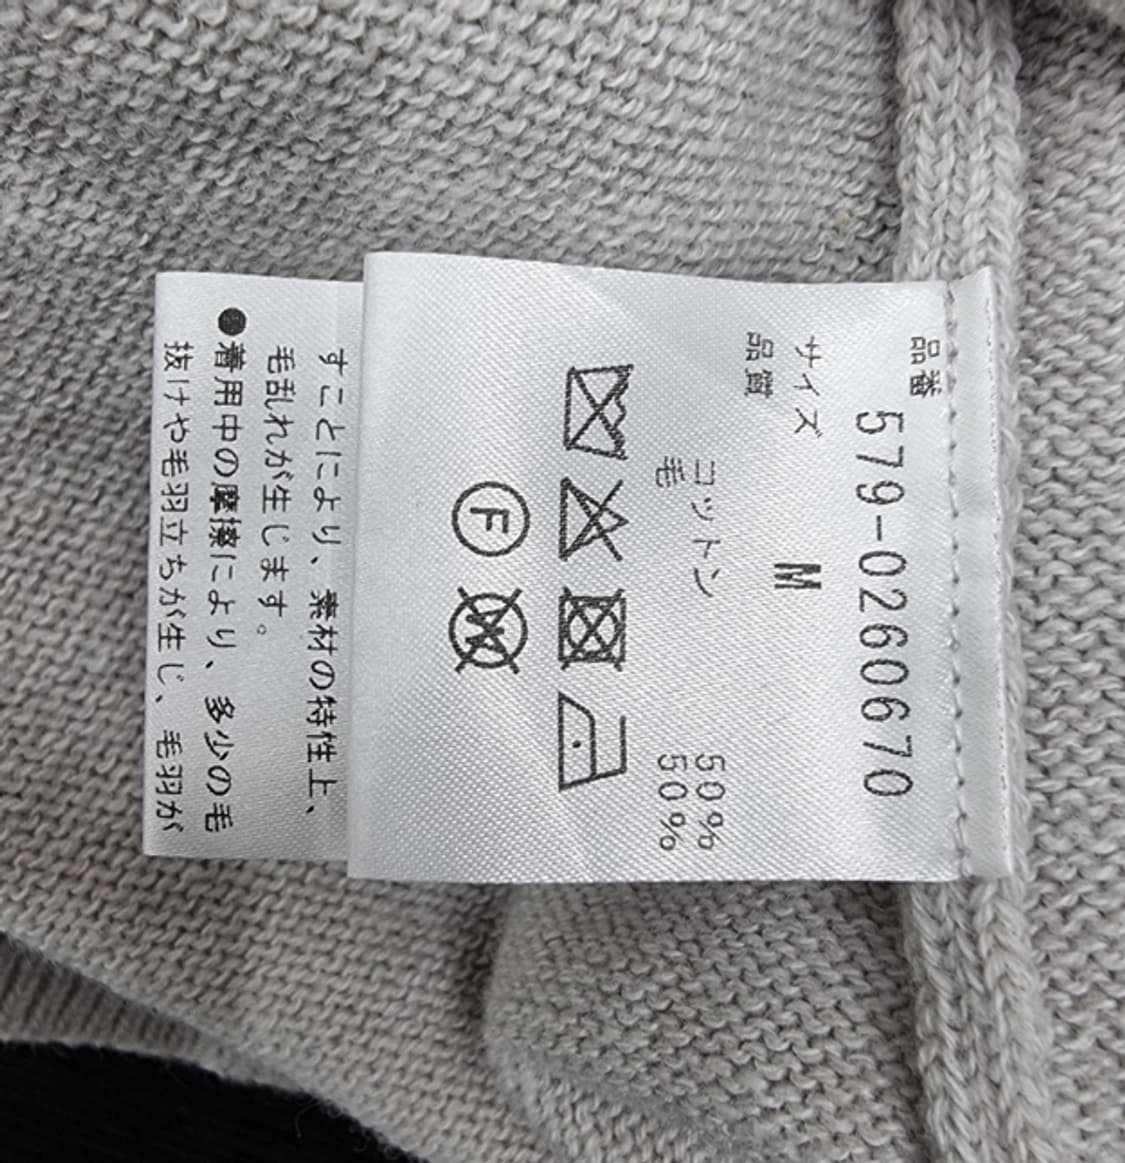 品番
579-0260670
サイズ M
品質
コットン 50%
毛 50%
F
W
すことにより、素材の特性上、
毛乱れが生じます。
●着用中の摩擦により、多少の毛
抜けや毛羽立ちが生じ、毛羽が